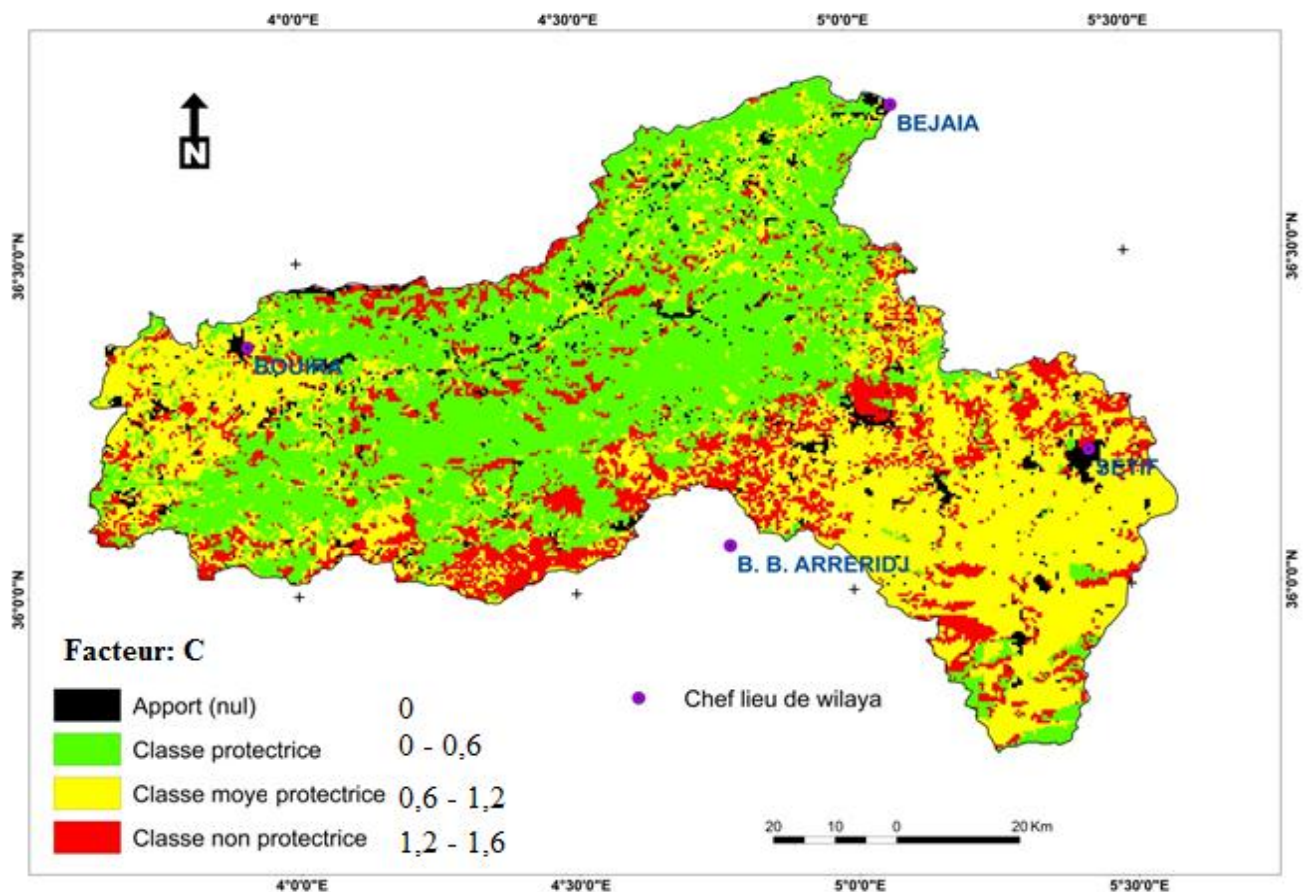 4°0'0"E 4°30'0"E 5°0'0"E 5°30'0"E
N
BEJAIA
36°30'0"N 36°30'0"N
BOUIRA
SETIF
B. B. ARRERIDJ
36°0'0"N 36°0'0"N
Facteur: C
Apport (nul) 0
Chef lieu de wilaya
Classe protectrice 0 - 0,6
Classe moye protectrice 0,6 - 1,2
Classe non protectrice 1,2 - 1,6
20 10 0 20 Km
4°0'0"E 4°30'0"E 5°0'0"E 5°30'0"E